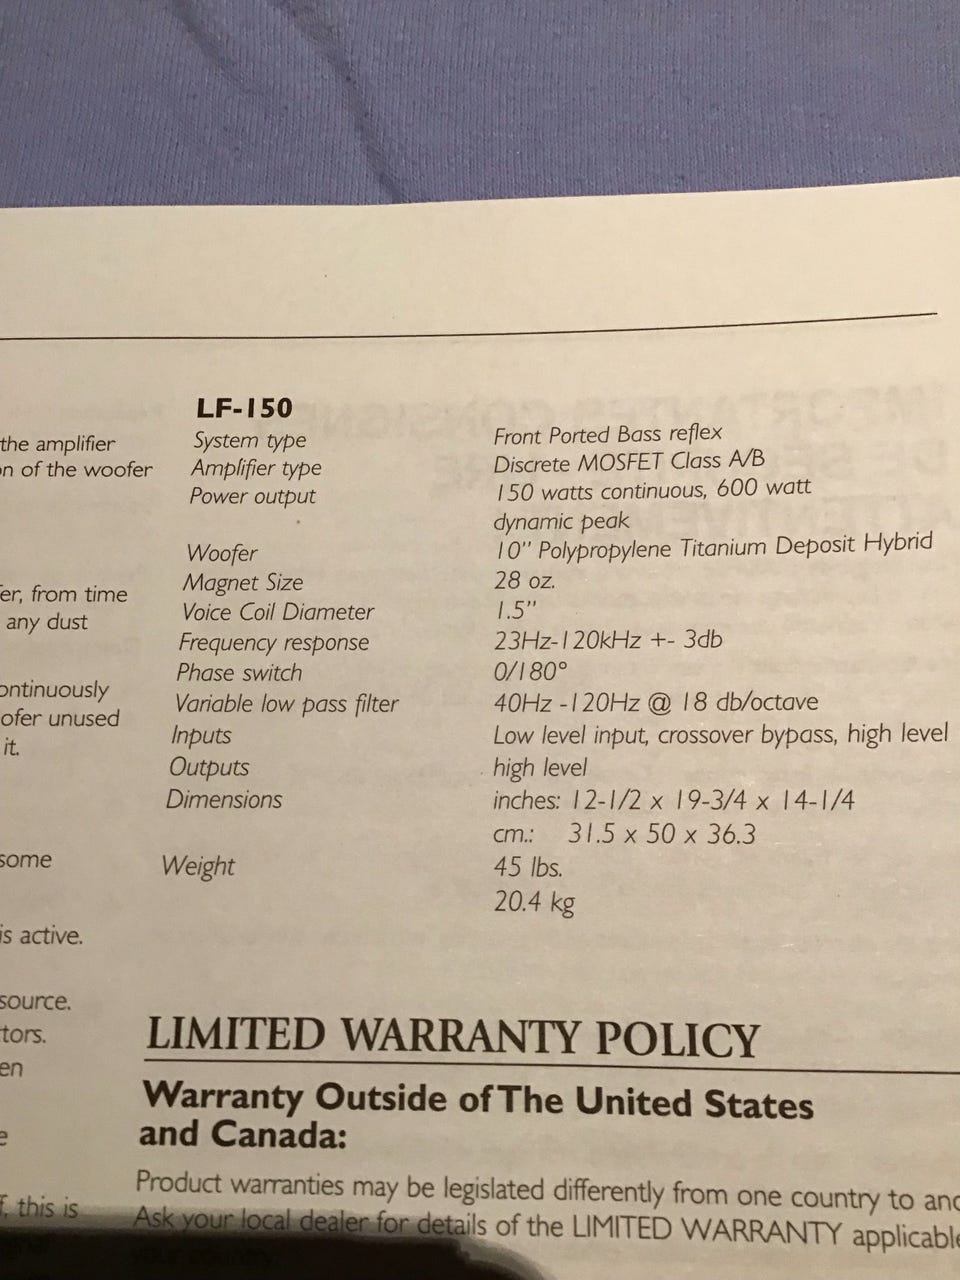 the amplifier
on of the woofer
er, from time
any dust
ontinuously
ofer unused
it.
some
is active.
source.
tors.
en
e
f, this is
LF-150
System type Front Ported Bass reflex
Amplifier type Discrete MOSFET Class A/B
Power output 150 watts continuous, 600 watt
dynamic peak
Woofer 10" Polypropylene Titanium Deposit Hybrid
Magnet Size 28 oz.
Voice Coil Diameter 1.5"
Frequency response 23Hz-120kHz +- 3db
Phase switch 0/180°
Variable low pass filter 40Hz -120Hz @ 18 db/octave
Inputs Low level input, crossover bypass, high level
Outputs high level
Dimensions inches: 12-1/2 x 19-3/4 x 14-1/4
cm.: 31.5 x 50 x 36.3
Weight 45 lbs.
20.4 kg
LIMITED WARRANTY POLICY
Warranty Outside of The United States
and Canada:
Product warranties may be legislated differently from one country to ano
Ask your local dealer for details of the LIMITED WARRANTY applicable